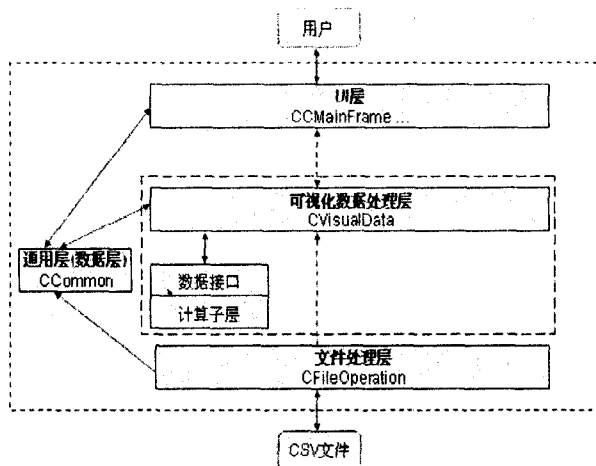 用户
UI层
CCMainFrame ...
可视化数据处理层
CVisualData
通用层(数据层)
CCommon
数据接口
计算子层
文件处理层
CFileOperation
CSV文件